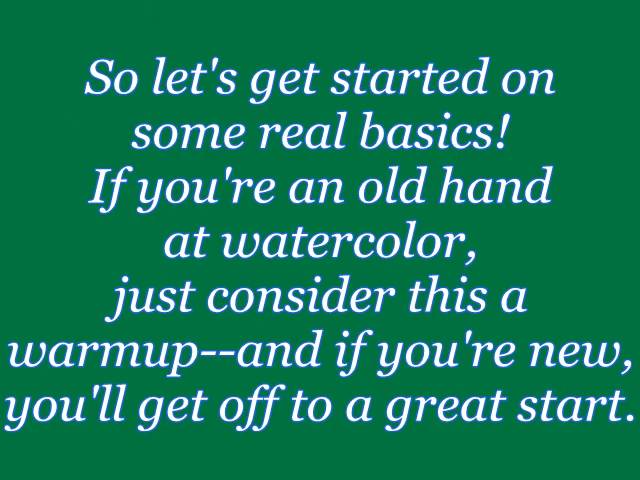 So let's get started on
some real basics!
If you're an old hand
at watercolor,
just consider this a
warmup--and if you're new,
you'll get off to a great start.